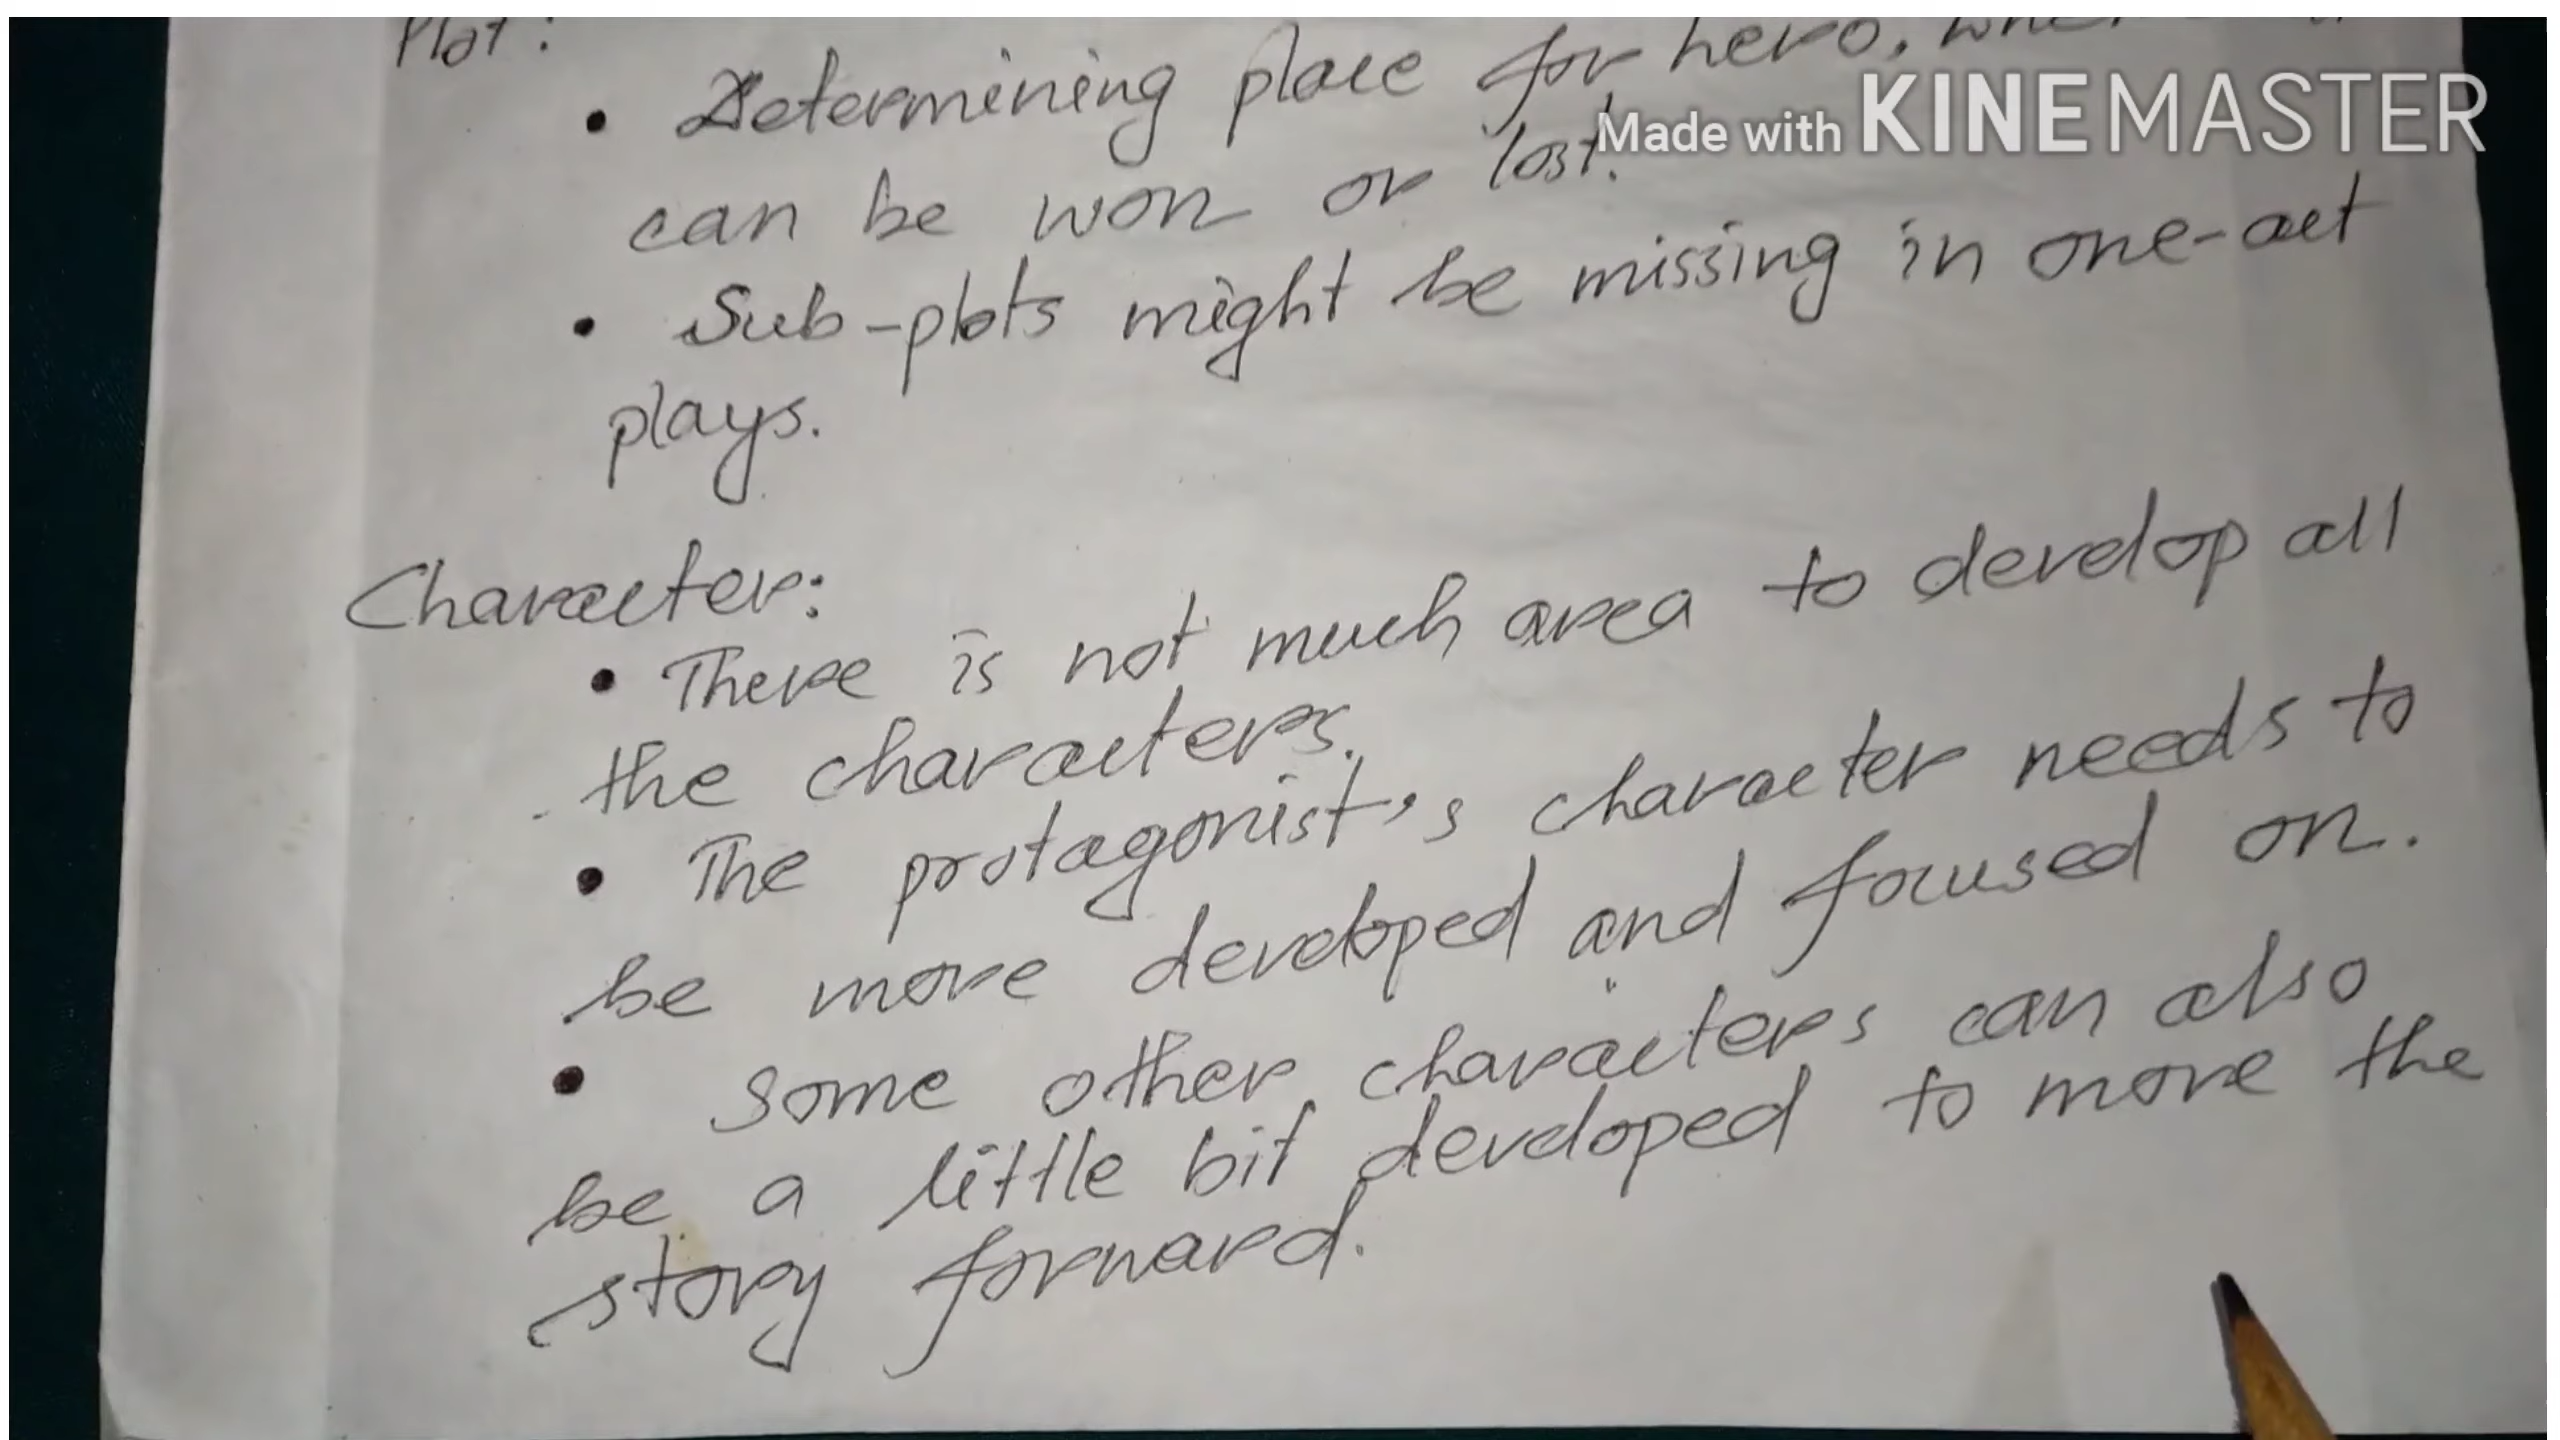 Plot:
• Determining place for hero, where
Made with KINEMASTER
can be won or lost.
• Sub-plots might be missing in one-act
plays.
Character:
• There is not much area to develop all
the characters.
• The protagonist's character needs to
be more developed and focused on.
• Some other characters can also
be a little bit developed to move the
story forward.